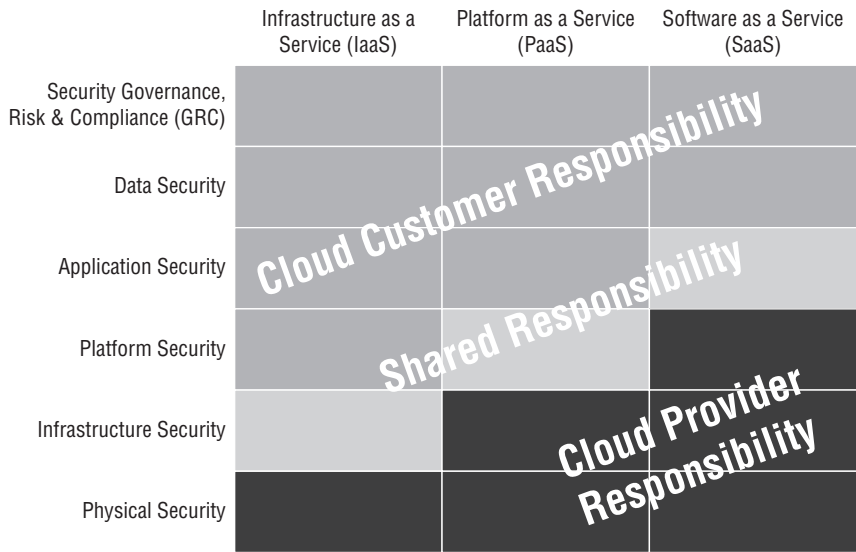 Infrastructure as a
Service (IaaS)
Platform as a Service
(PaaS)
Software as a Service
(SaaS)
Security Governance,
Risk & Compliance (GRC)
Data Security
Application Security
Platform Security
Infrastructure Security
Physical Security
Cloud Customer Responsibility
Shared Responsibility
Cloud Provider
Responsibility